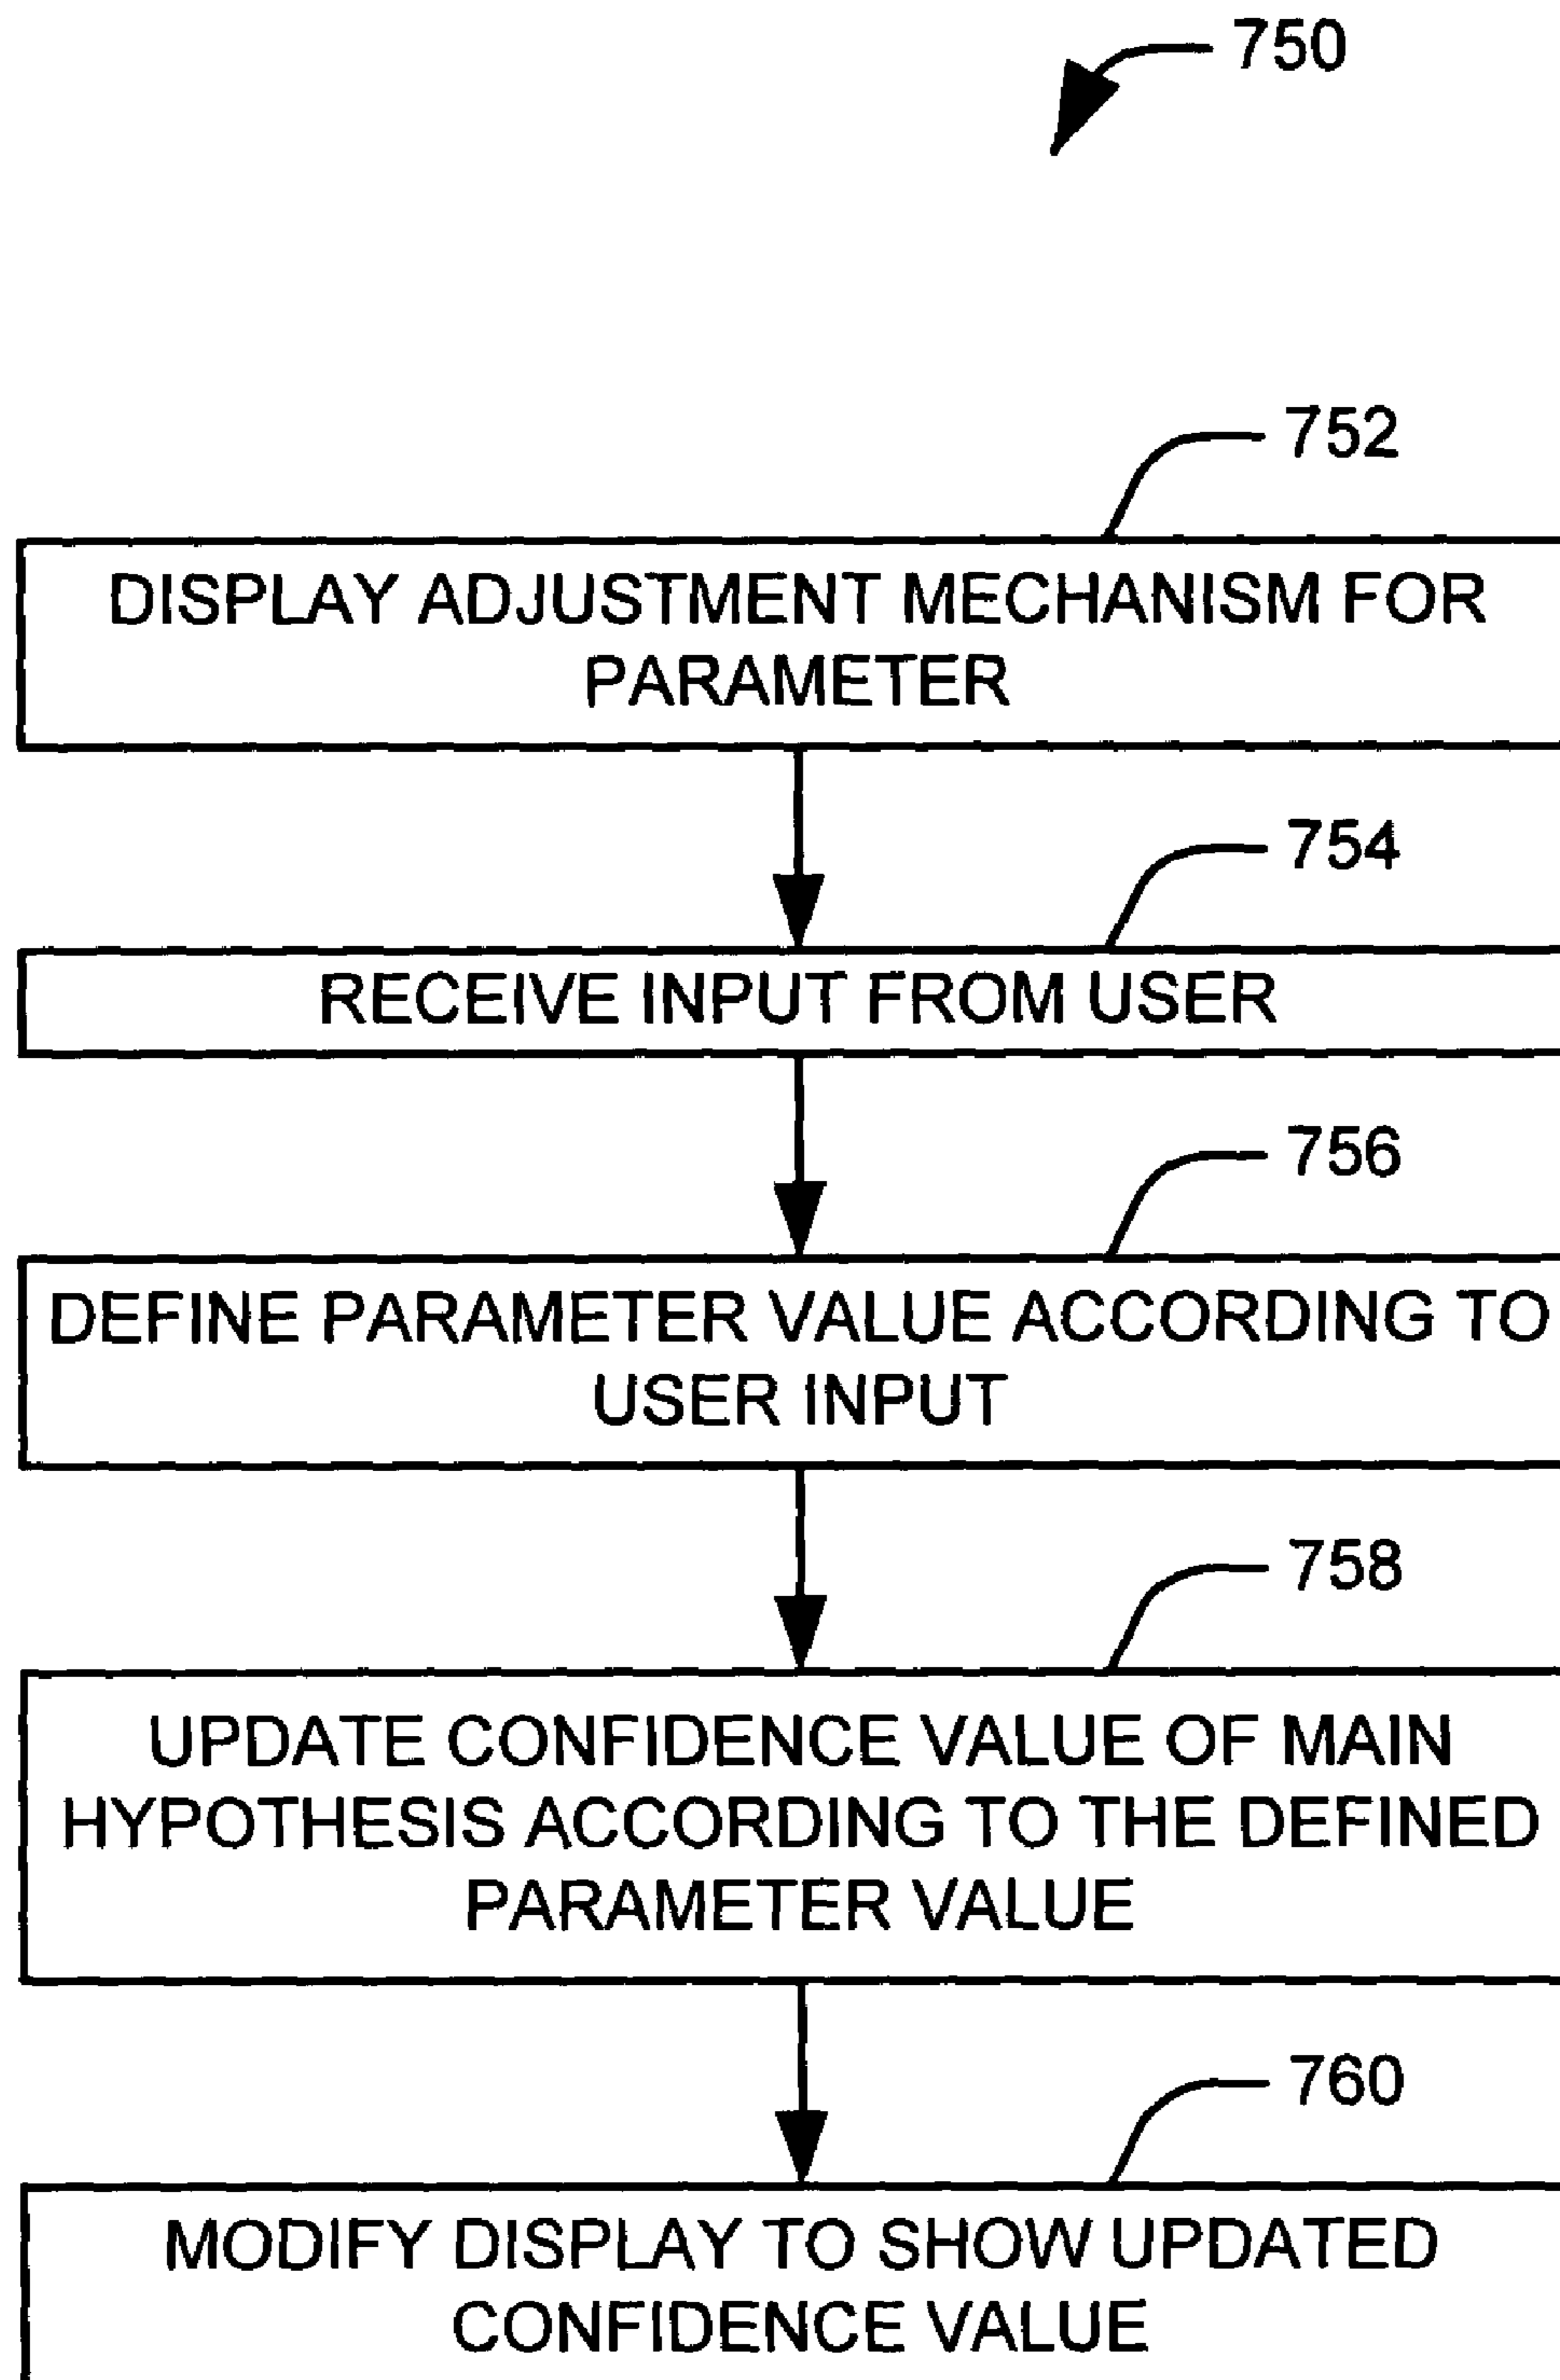 750
752
DISPLAY ADJUSTMENT MECHANISM FOR
PARAMETER
754
RECEIVE INPUT FROM USER
756
DEFINE PARAMETER VALUE ACCORDING TO
USER INPUT
758
UPDATE CONFIDENCE VALUE OF MAIN
HYPOTHESIS ACCORDING TO THE DEFINED
PARAMETER VALUE
760
MODIFY DISPLAY TO SHOW UPDATED
CONFIDENCE VALUE